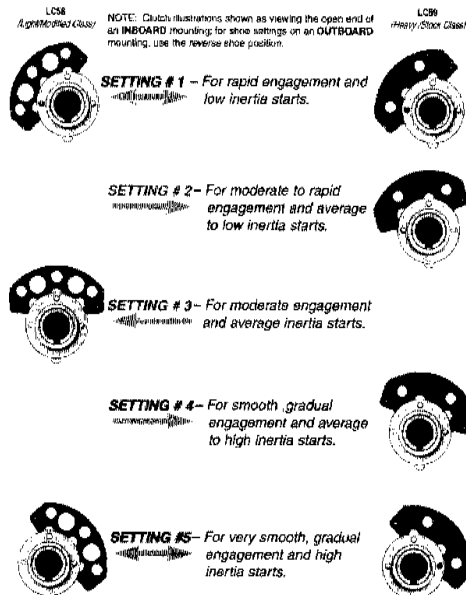 LC58
(Light/Modified Class)
NOTE: Clutch illustrations shown as viewing the open end of
an INBOARD mounting; for shoe settings on an OUTBOARD
mounting, use the reverse shoe position.
LC59
(Heavy /Stock Class)
SETTING # 1 – For rapid engagement and
low inertia starts.
SETTING # 2 – For moderate to rapid
engagement and average
to low inertia starts.
SETTING # 3 – For moderate engagement
and average inertia starts.
SETTING # 4 – For smooth ,gradual
engagement and average
to high inertia starts.
SETTING #5 – For very smooth, gradual
engagement and high
inertia starts.